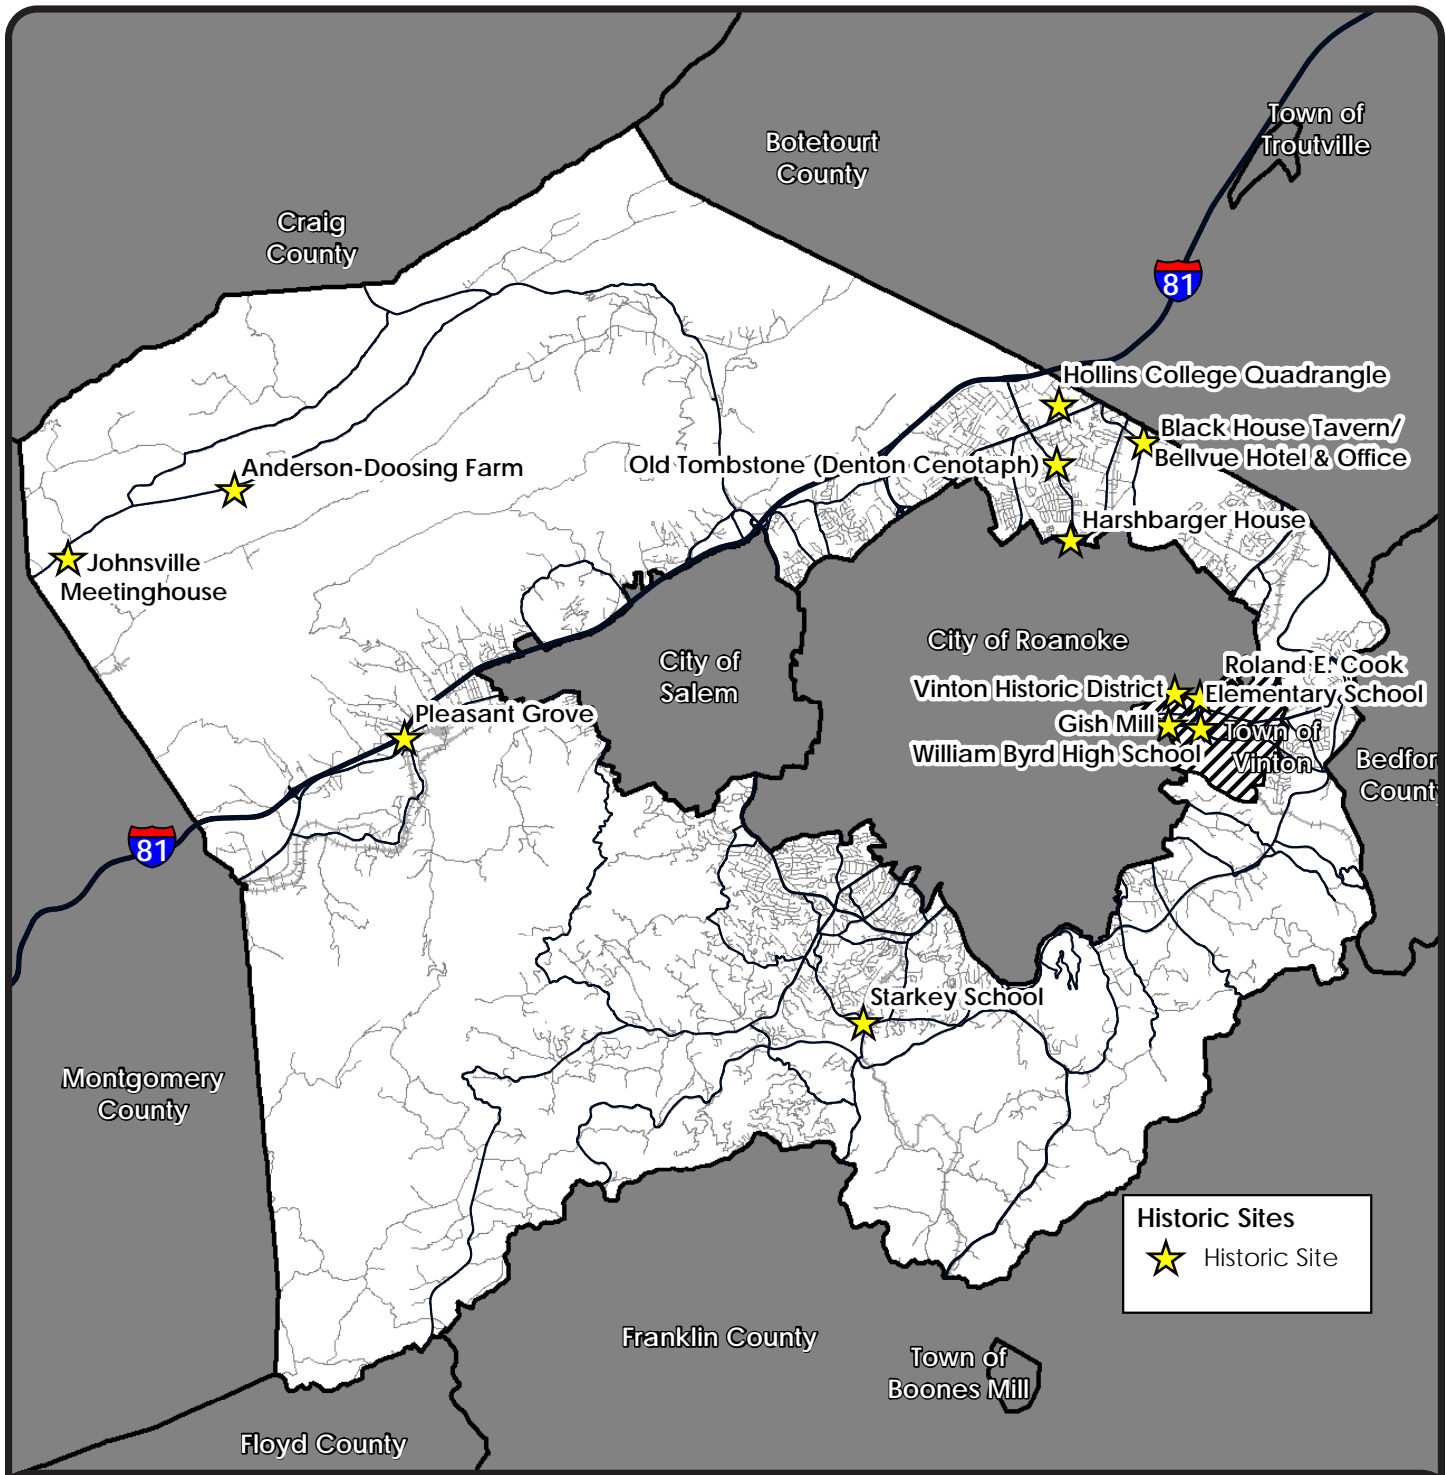 Town of
Troutville
Botetourt
County
Craig
County
81
Hollins College Quadrangle
Black House Tavern/
Bellvue Hotel & Office
Anderson-Doosing Farm
Old Tombstone (Denton Cenotaph)
Harshbarger House
Johnsville
Meetinghouse
City of Roanoke
City of
Salem
Roland E. Cook
Elementary School
Vinton Historic District
Gish Mill
William Byrd High School
Town of
Vinton
Pleasant Grove
Bedfor
Count
81
Starkey School
Montgomery
County
Historic Sites
Historic Site
Franklin County
Town of
Boones Mill
Floyd County